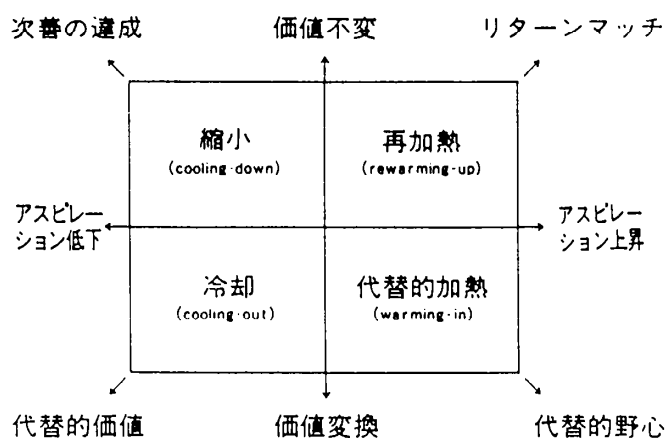 次善の達成 価値不変 リターンマッチ
縮小 再加熱
(cooling-down) (rewarming-up)
アスピレー アスピレー
ション低下 ション上昇
冷却 代替的加熱
(cooling-out) (warming-in)
代替的価値 価値変換 代替的野心